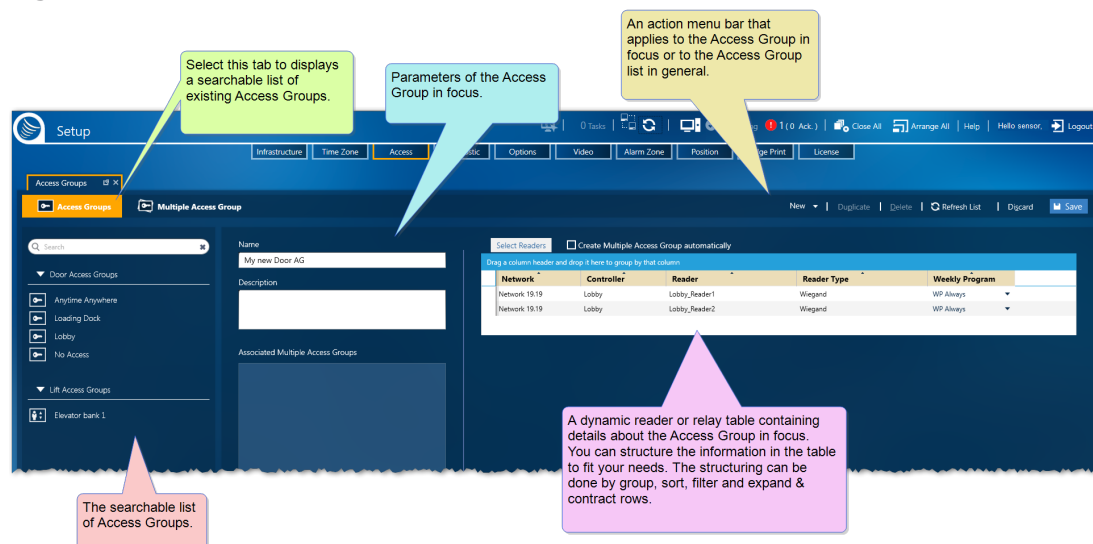 An action menu bar that
applies to the Access Group in
focus or to the Access Group
list in general.
Select this tab to displays
a searchable list of
existing Access Groups.
Parameters of the Access
Group in focus.
Setup
0 Tasks
1 ( 0 Ack. )
Close All
Arrange All
Help
Hello sensor,
Logout
Infrastructure
Time Zone
Access
Options
Video
Alarm Zone
Position
Print
License
Access Groups
Access Groups
Multiple Access Group
New
Duplicate
Delete
Refresh List
Discard
Save
Search
Name
Select Readers
Create Multiple Access Group automatically
My new Door AG
Drag a column header and drop it here to group by that column
Door Access Groups
Description
Network Controller Reader Reader Type Weekly Program
Network 19.19 Lobby Lobby_Reader1 Wiegand WP Always
Network 19.19 Lobby Lobby_Reader2 Wiegand WP Always
Anytime Anywhere
Loading Dock
Lobby
No Access
Associated Multiple Access Groups
Lift Access Groups
Elevator bank 1
A dynamic reader or relay table containing
details about the Access Group in focus.
You can structure the information in the table
to fit your needs. The structuring can be
done by group, sort, filter and expand &
contract rows.
The searchable list
of Access Groups.